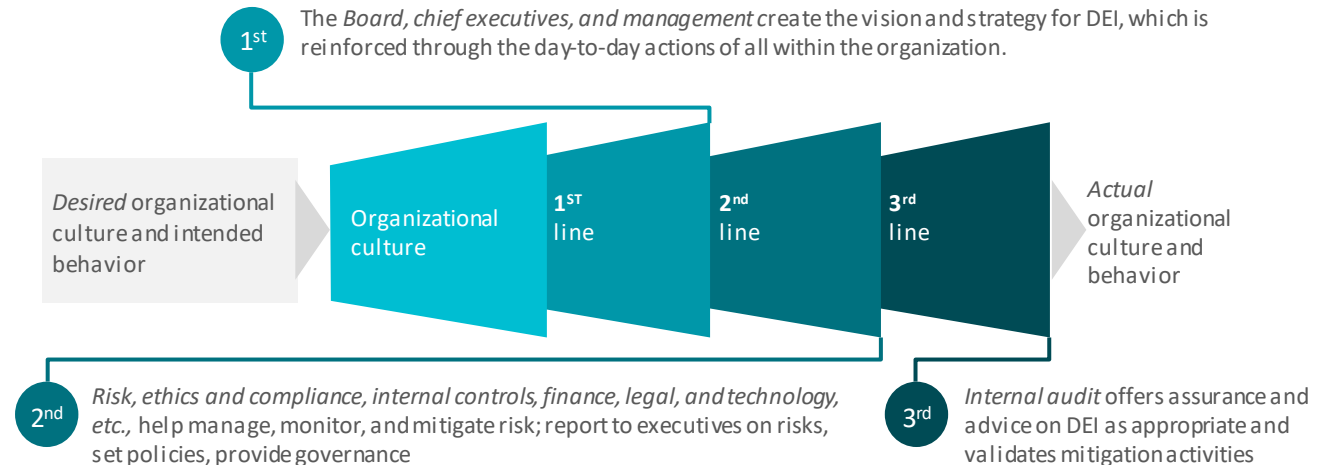 1st
The Board, chief executives, and management create the vision and strategy for DEI, which is
reinforced through the day-to-day actions of all within the organization.
Desired organizational
culture and intended
behavior
Organizational
culture
1ST
line
2nd
line
3rd
line
Actual
organizational
culture and
behavior
2nd
Risk, ethics and compliance, internal controls, finance, legal, and technology,
etc., help manage, monitor, and mitigate risk; report to executives on risks,
set policies, provide governance
3rd
Internal audit offers assurance and
advice on DEI as appropriate and
validates mitigation activities